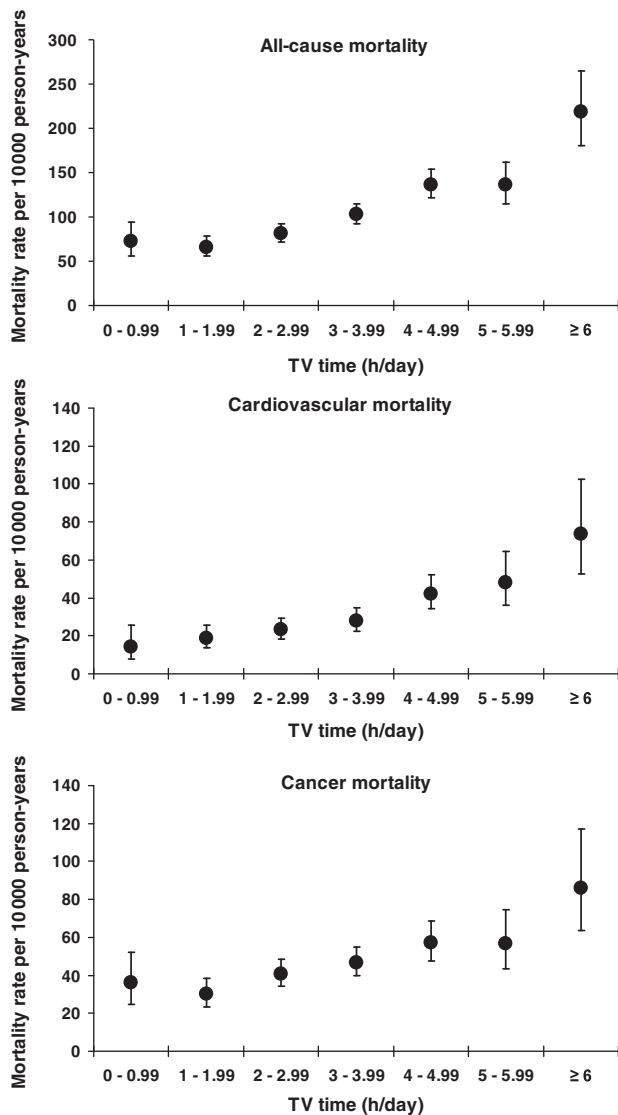 All-cause mortality
Mortality rate per 10 000 person-years
300
250
200
150
100
50
0
0 - 0.99 1 - 1.99 2 - 2.99 3 - 3.99 4 - 4.99 5 - 5.99 ≥ 6
TV time (h/day)
Cardiovascular mortality
Mortality rate per 10 000 person-years
140
120
100
80
60
40
20
0
0 - 0.99 1 - 1.99 2 - 2.99 3 - 3.99 4 - 4.99 5 - 5.99 ≥ 6
TV time (h/day)
Cancer mortality
Mortality rate per 10 000 person-years
140
120
100
80
60
40
20
0
0 - 0.99 1 - 1.99 2 - 2.99 3 - 3.99 4 - 4.99 5 - 5.99 ≥ 6
TV time (h/day)